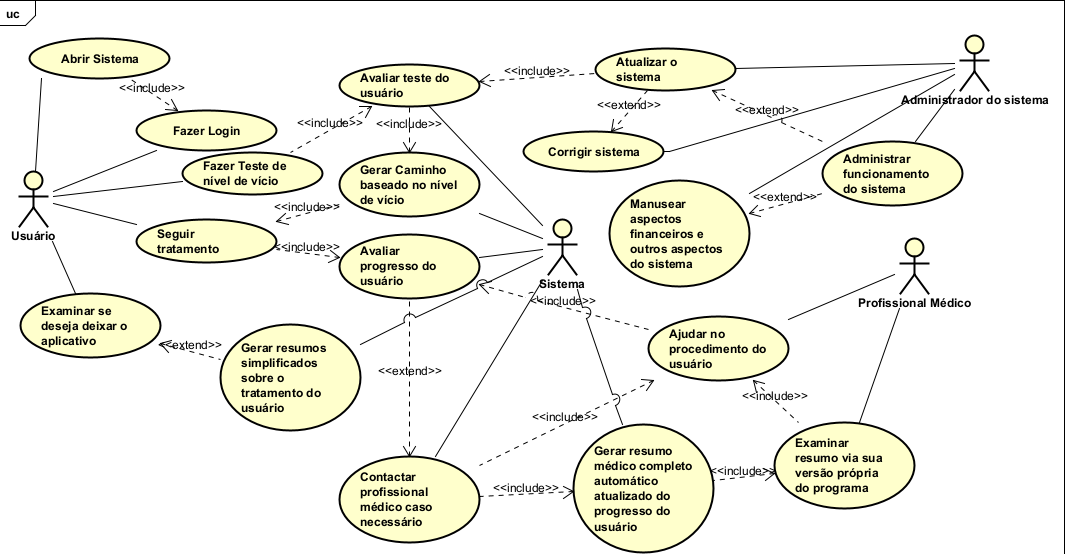 uc
Abrir Sistema
<<include>>
Fazer Login
Fazer Teste de
nível de vício
<<include>>
Avaliar teste do
usuário
<<include>>
<<include>>
Atualizar o
sistema
<<extend>>
Corrigir sistema
Administrador do sistema
<<extend>>
Administrar
funcionamento
do sistema
<<extend>>
Manusear
aspectos
financeiros e
outros aspectos
do sistema
Gerar Caminho
baseado no nível
de vício
<<include>>
Usuário
Seguir
tratamento
<<include>>
Avaliar
progresso do
usuário
Sistema
<<include>>
Profissional Médico
Examinar se
deseja deixar o
aplicativo
<<extend>>
Gerar resumos
simplificados
sobre o
tratamento do
usuário
<<extend>>
Ajudar no
procedimento do
usuário
<<include>>
<<include>>
Contactar
profissional
médico caso
necessário
<<include>>
Gerar resumo
médico completo
automático
atualizado do
progresso do
usuário
<<include>>
Examinar
resumo via sua
versão própria
do programa